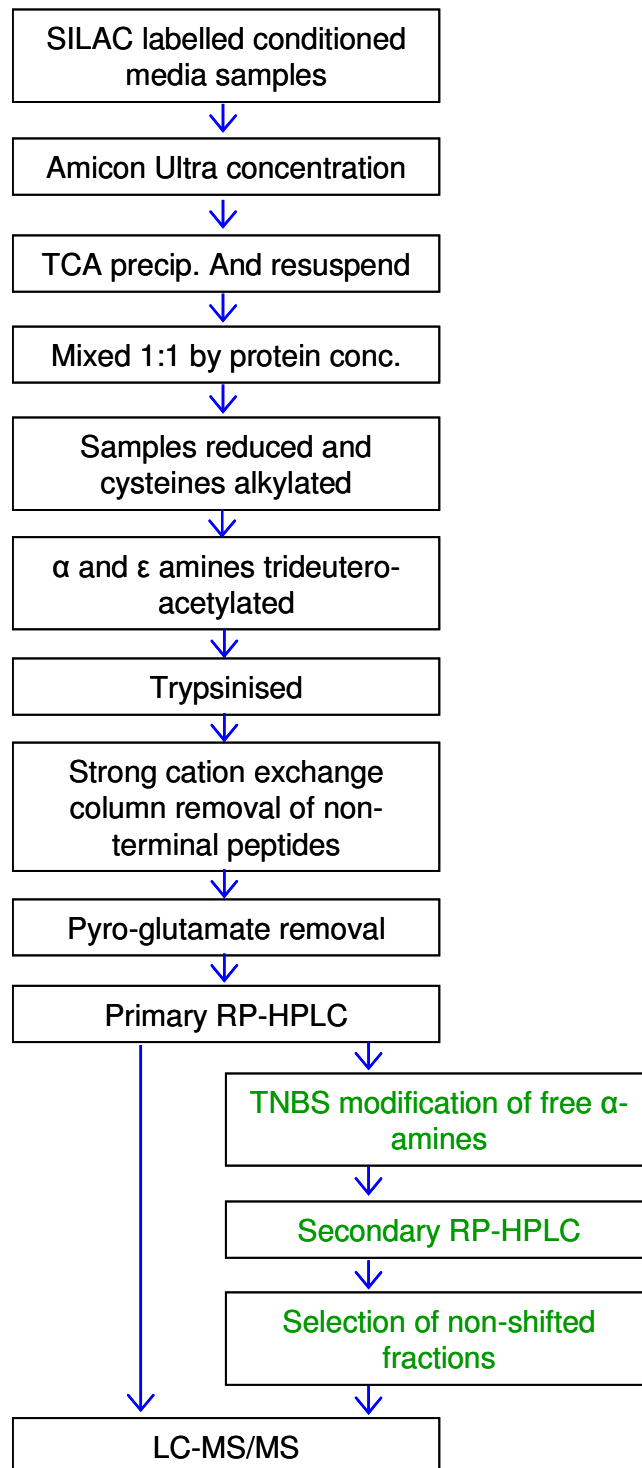 SILAC labelled conditioned
media samples
Amicon Ultra concentration
TCA precip. And resuspend
Mixed 1:1 by protein conc.
Samples reduced and
cysteines alkylated
α and ε amines trideutero-
acetylated
Trypsinised
Strong cation exchange
column removal of non-
terminal peptides
Pyro-glutamate removal
Primary RP-HPLC
TNBS modification of free α-
amines
Secondary RP-HPLC
Selection of non-shifted
fractions
LC-MS/MS